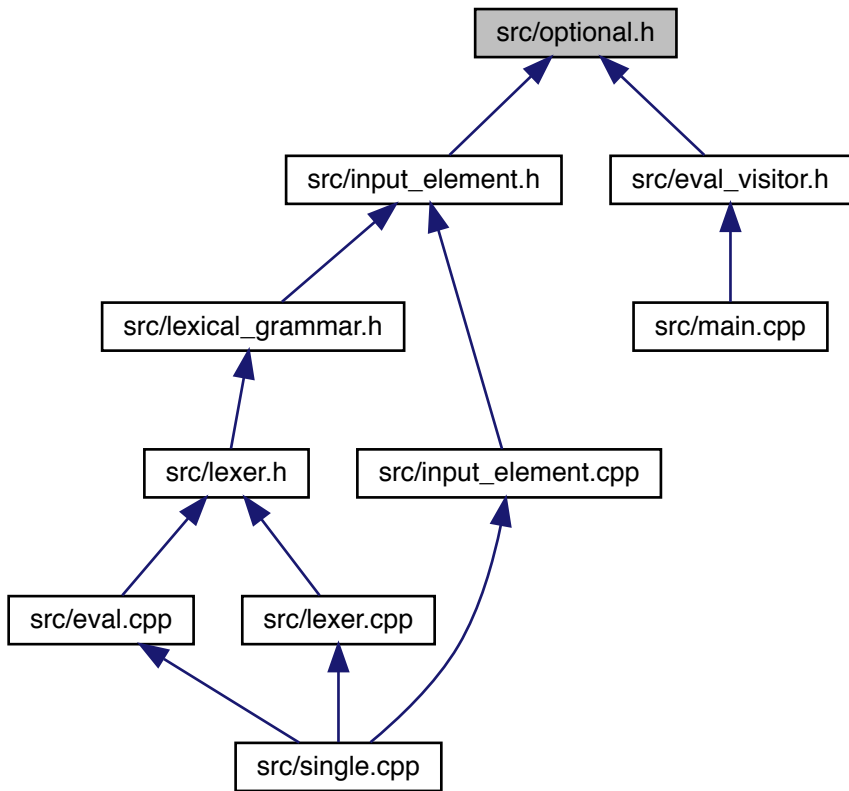 src/optional.h
src/input_element.h
src/eval_visitor.h
src/lexical_grammar.h
src/main.cpp
src/lexer.h
src/input_element.cpp
src/eval.cpp
src/lexer.cpp
src/single.cpp